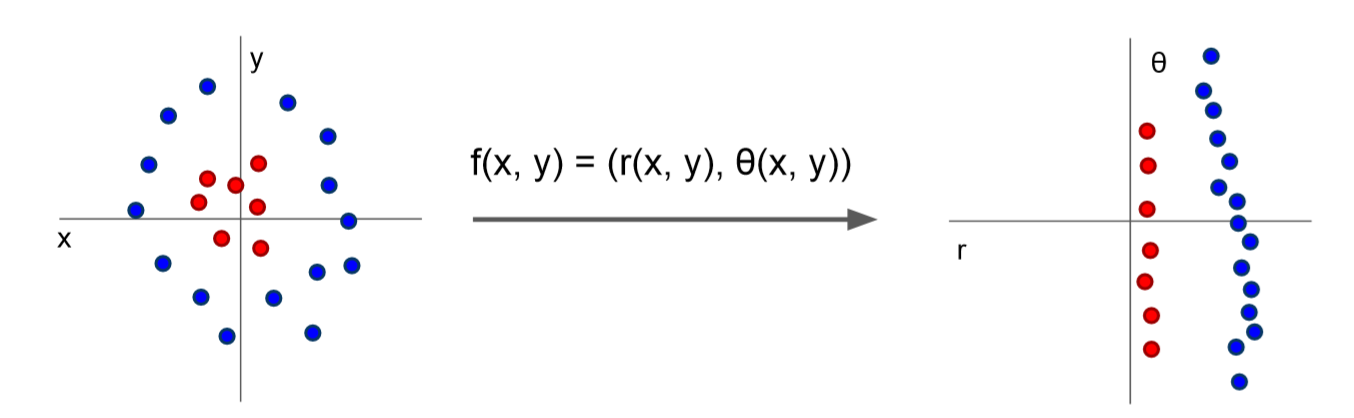 y
x
f(x, y) = (r(x, y), θ(x, y))
θ
r